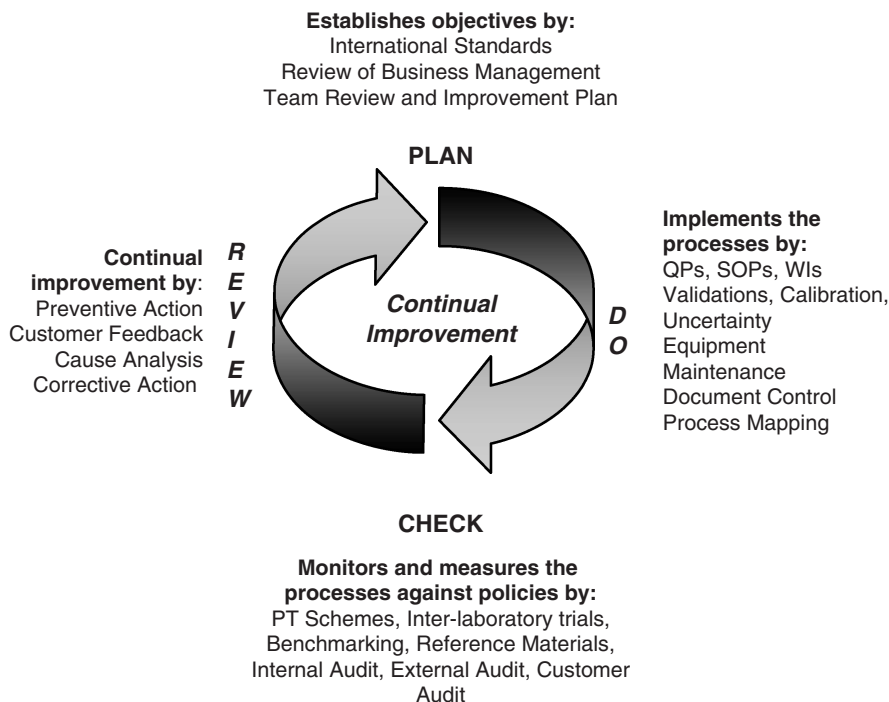 Establishes objectives by:
International Standards
Review of Business Management
Team Review and Improvement Plan
PLAN
Continual
improvement by:
Preventive Action
Customer Feedback
Cause Analysis
Corrective Action
R
E
V
I
E
W
Continual
Improvement
D
O
Implements the
processes by:
QPs, SOPs, WIs
Validations, Calibration,
Uncertainty
Equipment
Maintenance
Document Control
Process Mapping
CHECK
Monitors and measures the
processes against policies by:
PT Schemes, Inter-laboratory trials,
Benchmarking, Reference Materials,
Internal Audit, External Audit, Customer
Audit